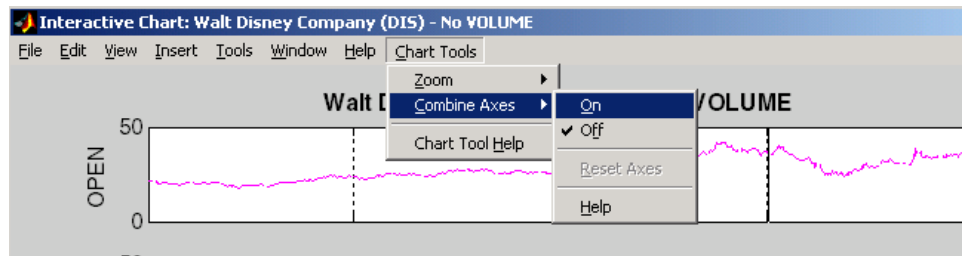 Interactive Chart: Walt Disney Company (DIS) - No VOLUME
File Edit View Insert Tools Window Help Chart Tools
Zoom
Walt D VOLUME
Combine Axes On
50
Off
Chart Tool Help
OPEN
Reset Axes
Help
0